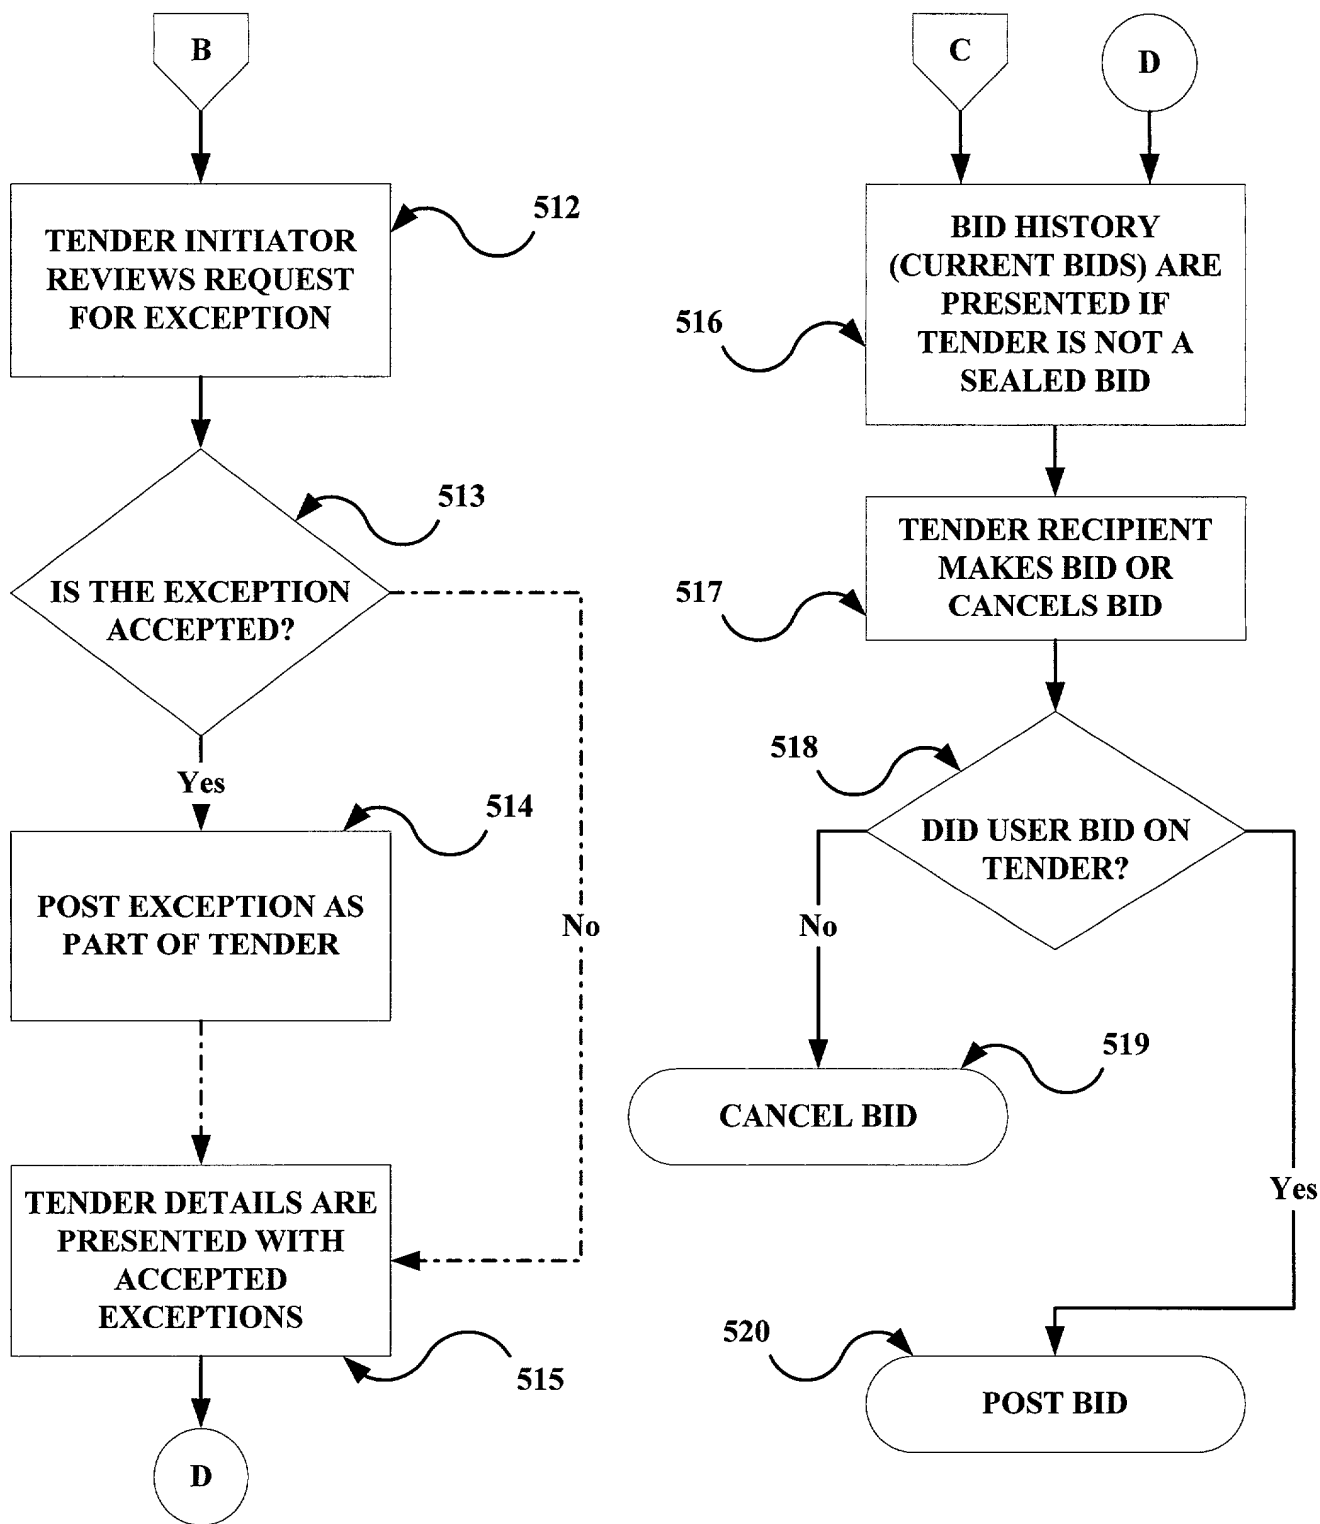 B
512
TENDER INITIATOR
REVIEWS REQUEST
FOR EXCEPTION
513
IS THE EXCEPTION
ACCEPTED?
Yes
No
514
POST EXCEPTION AS
PART OF TENDER
TENDER DETAILS ARE
PRESENTED WITH
ACCEPTED
EXCEPTIONS
515
D
C
D
BID HISTORY
(CURRENT BIDS) ARE
PRESENTED IF
TENDER IS NOT A
SEALED BID
516
TENDER RECIPIENT
MAKES BID OR
CANCELS BID
517
518
DID USER BID ON
TENDER?
No
519
CANCEL BID
Yes
520
POST BID